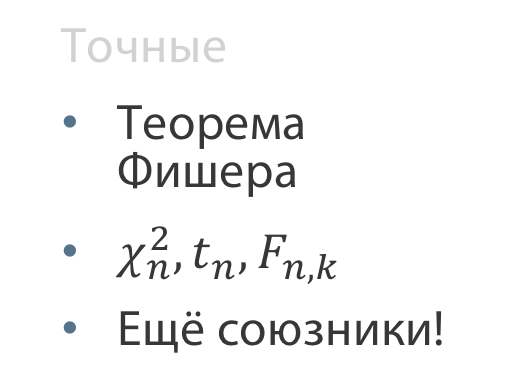 Точные
• Теорема
Фишера
• χ²ₙ, tₙ, Fₙ,ₖ
• Ещё союзники!